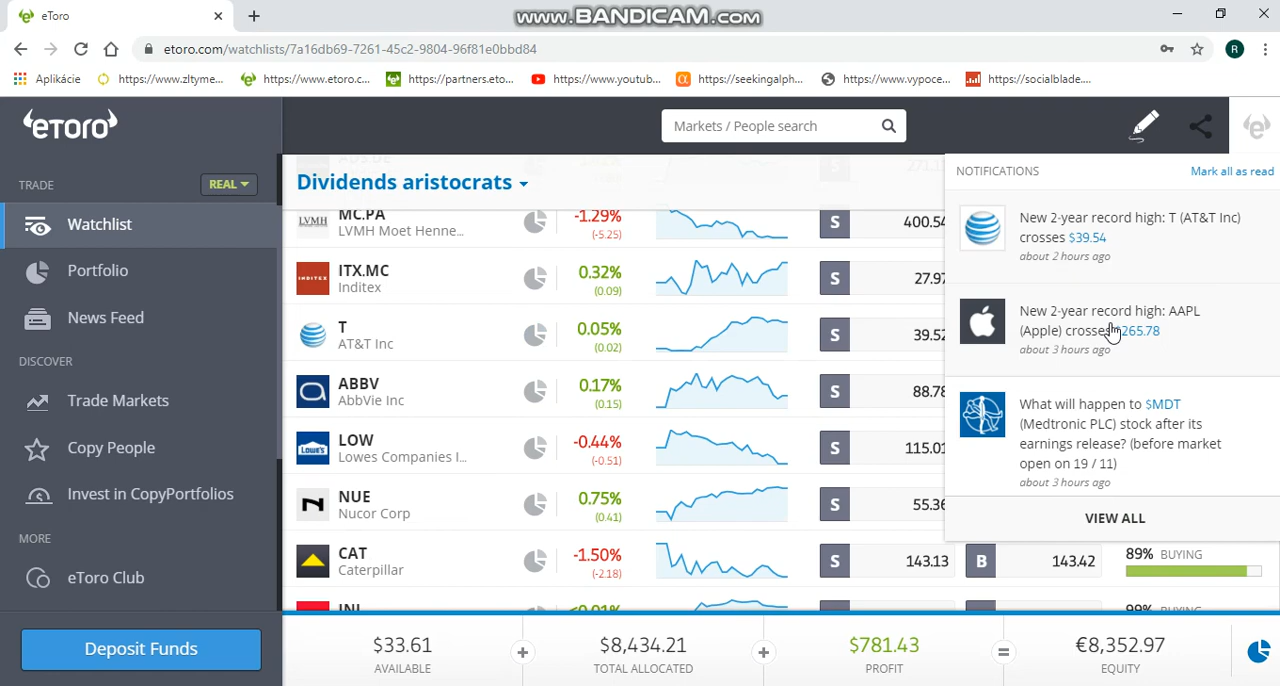 eToro
www.BANDICAM.com
etoro.com/watchlists/7a16db69-7261-45c2-9804-96f81e0bbd84
R
Aplikácie
https://www.zltyme...
https://www.etoro.c...
https://partners.eto...
https://www.youtub...
https://seekingalph...
https://www.vypoce...
https://socialblade....
eToro
Markets / People search
TRADE
REAL
Watchlist
Portfolio
News Feed
DISCOVER
Trade Markets
Copy People
Invest in CopyPortfolios
MORE
eToro Club
Deposit Funds
ADS.DE
Dividends aristocrats
LVMH
MC.PA
LVMH Moet Henne...
-1.29%
(-5.25)
S
400.54
INDITEX
ITX.MC
Inditex
0.32%
(0.09)
S
27.97
T
AT&T Inc
0.05%
(0.02)
S
39.52
ABBV
AbbVie Inc
0.17%
(0.15)
S
88.78
LOWE'S
LOW
Lowes Companies I...
-0.44%
(-0.51)
S
115.01
NUE
Nucor Corp
0.75%
(0.41)
S
55.36
CAT
Caterpillar
-1.50%
(-2.18)
S
143.13
B
143.42
89% BUYING
NOTIFICATIONS
Mark all as read
New 2-year record high: T (AT&T Inc)
crosses $39.54
about 2 hours ago
New 2-year record high: AAPL
(Apple) crosses $265.78
about 3 hours ago
What will happen to $MDT
(Medtronic PLC) stock after its
earnings release? (before market
open on 19 / 11)
about 3 hours ago
VIEW ALL
$33.61
AVAILABLE
+
$8,434.21
TOTAL ALLOCATED
+
$781.43
PROFIT
=
€8,352.97
EQUITY